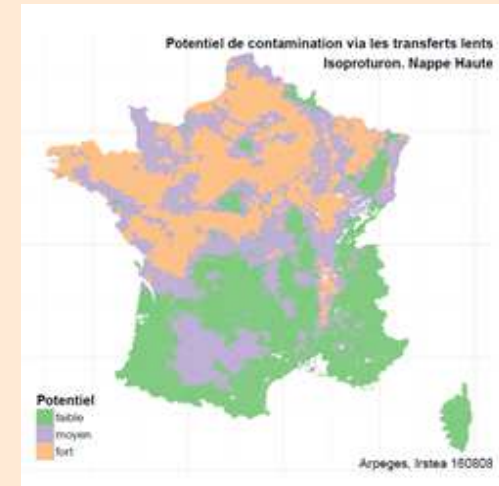 Potentiel de contamination via les transferts lents
Isoproturon. Nappe Haute
Potentiel
faible
moyen
fort
Arpeges, Irstea 160808